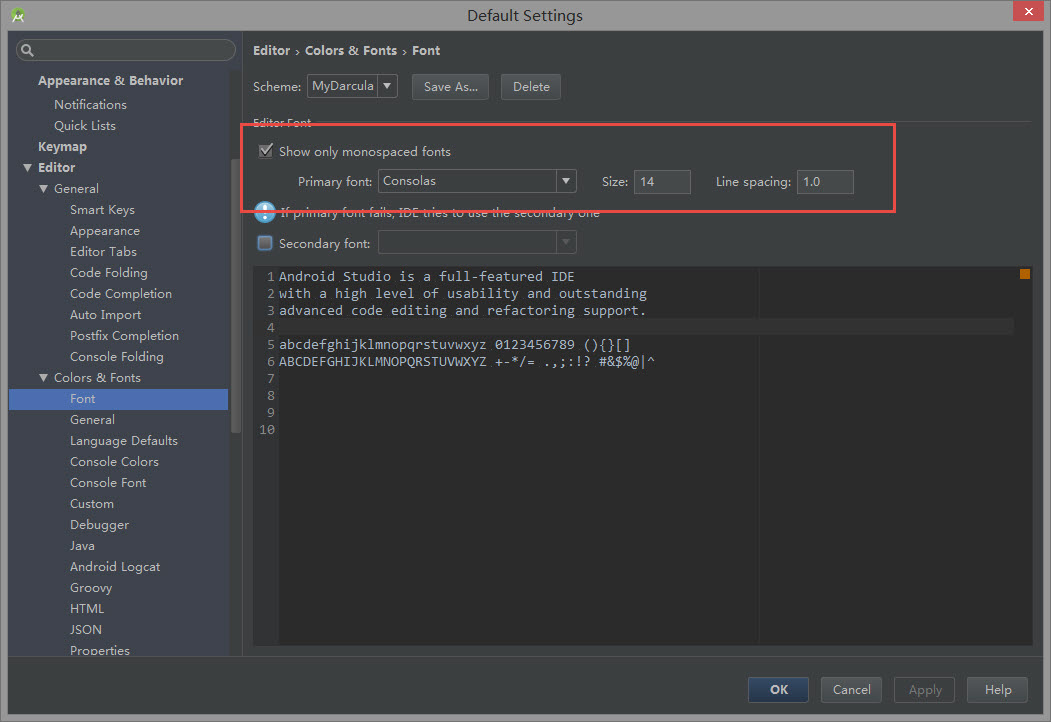 Default Settings
Appearance & Behavior
Notifications
Quick Lists
Keymap
Editor
General
Smart Keys
Appearance
Editor Tabs
Code Folding
Code Completion
Auto Import
Postfix Completion
Console Folding
Colors & Fonts
Font
General
Language Defaults
Console Colors
Console Font
Custom
Debugger
Java
Android Logcat
Groovy
HTML
JSON
Properties
Editor › Colors & Fonts › Font
Scheme: MyDarcula Save As... Delete
Editor Font
Show only monospaced fonts
Primary font: Consolas Size: 14 Line spacing: 1.0
If primary font fails, IDE tries to use the secondary one
Secondary font:
1 Android Studio is a full-featured IDE
2 with a high level of usability and outstanding
3 advanced code editing and refactoring support.
4
5 abcdefghijklmnopqrstuvwxyz 0123456789 (){}[]
6 ABCDEFGHIJKLMNOPQRSTUVWXYZ +-*/= .,;:!? #&$%@|^
7
8
9
10
OK Cancel Apply Help